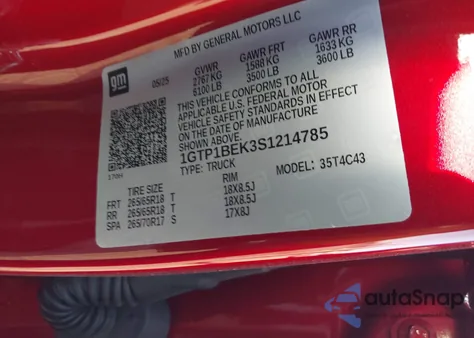 MFD BY GENERAL MOTORS LLC
gm
05/25
GVWR GAWR FRT GAWR RR
2767 KG 1588 KG 1633 KG
6100 LB 3500 LB 3600 LB
THIS VEHICLE CONFORMS TO ALL
APPLICABLE U.S. FEDERAL MOTOR
VEHICLE SAFETY STANDARDS IN EFFECT
ON THE DATE OF MANUFACTURE
SHOWN ABOVE
1GTP1BEK3S1214785
TYPE: TRUCK MODEL: 35T4C43
TIRE SIZE RIM
FRT 265/65R18 T 18X8.5J
RR 265/65R18 T 18X8.5J
SPA 265/70R17 S 17X8J
autoSnap